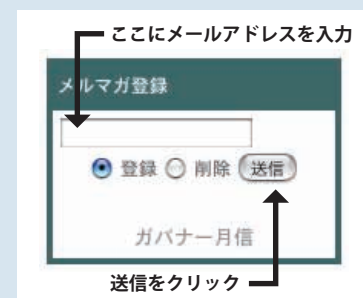 ここにメールアドレスを入力
メルマガ登録
登録 削除 送信
ガバナー月信
送信をクリック